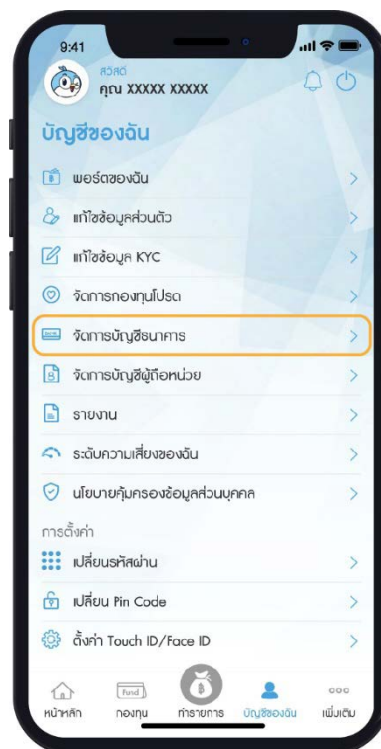 9:41
สวัสดี
คุณ XXXXX XXXXX
บัญชีของฉัน
พอร์ตของฉัน
แก้ไขข้อมูลส่วนตัว
แก้ไขข้อมูล KYC
จัดการกองทุนโปรด
จัดการบัญชีธนาคาร
จัดการบัญชีผู้ถือหน่วย
รายงาน
ระดับความเสี่ยงของฉัน
นโยบายคุ้มครองข้อมูลส่วนบุคคล
การตั้งค่า
เปลี่ยนรหัสผ่าน
เปลี่ยน Pin Code
ตั้งค่า Touch ID/Face ID
Fund
หน้าหลัก กองทุน ทำรายการ บัญชีของฉัน เพิ่มเติม